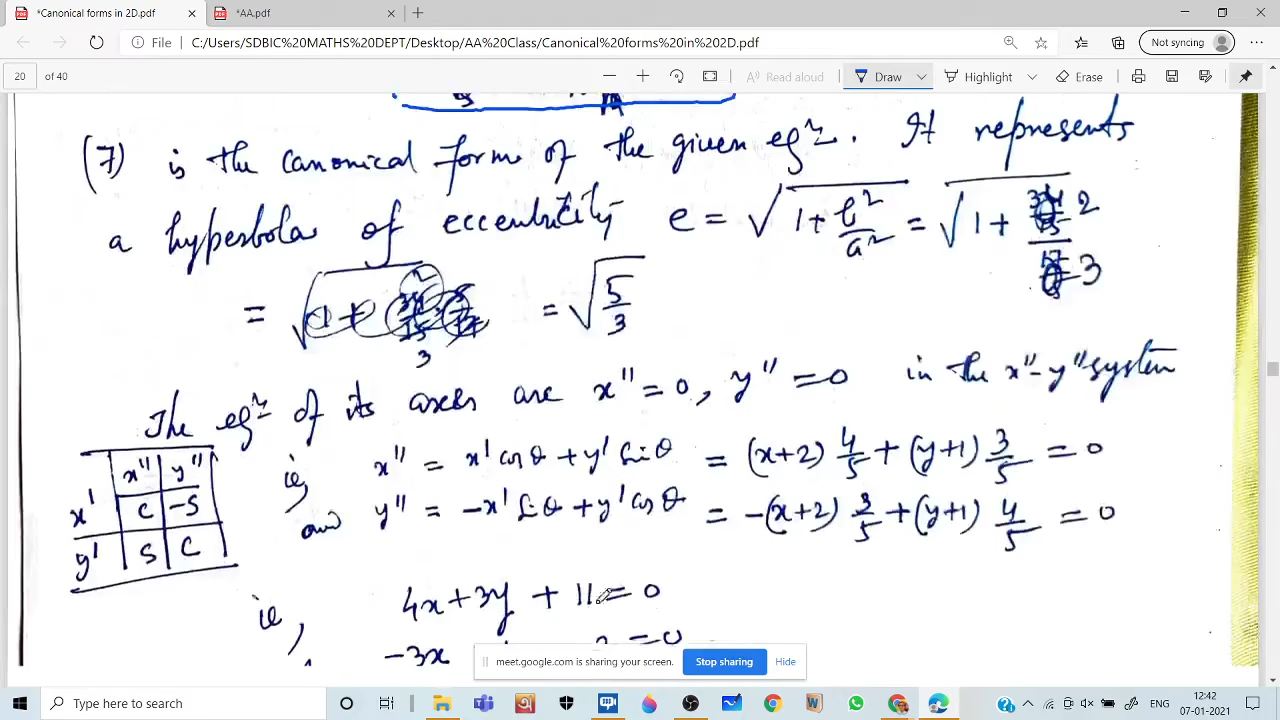 *Canonical forms in 2D.pdf
*AA.pdf
File C:/Users/SDBIC%20MATHS%20DEPT/Desktop/AA%20Class/Canonical%20forms%20in%202D.pdf
Not syncing
20 of 40
Read aloud
Draw
Highlight
Erase
(7) is the canonical form of the given eqn. It represents
a hyperbola of eccentricity e = √(1 + b²/a²) = √(1 + 2/3)
= √(5/3)
The eqn of its axes are x" = 0, y" = 0 in the x"-y" system
x" y"
x' C -S
y' S C
ie, x" = x' cos θ + y' Sin θ = (x+2) 4/5 + (y+1) 3/5 = 0
and y" = -x' Sin θ + y' cos θ = -(x+2) 3/5 + (y+1) 4/5 = 0
ie, 4x + 3y + 11 = 0
-3x = 0
meet.google.com is sharing your screen.
Stop sharing
Hide
Type here to search
ENG
12:42
07-01-2021